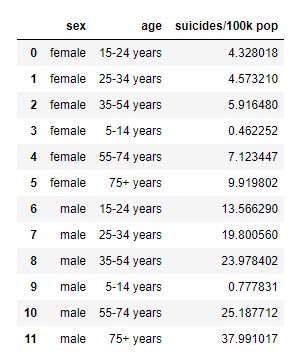 sex age suicides/100k pop
0 female 15-24 years 4.328018
1 female 25-34 years 4.573210
2 female 35-54 years 5.916480
3 female 5-14 years 0.462252
4 female 55-74 years 7.123447
5 female 75+ years 9.919802
6 male 15-24 years 13.566290
7 male 25-34 years 19.800560
8 male 35-54 years 23.978402
9 male 5-14 years 0.777831
10 male 55-74 years 25.187712
11 male 75+ years 37.991017